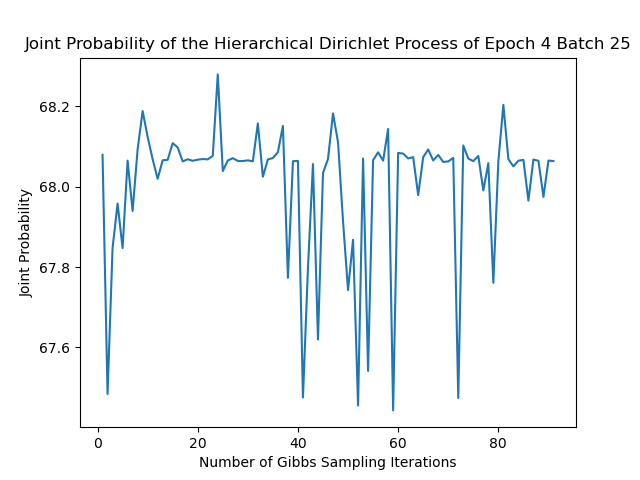 Joint Probability of the Hierarchical Dirichlet Process of Epoch 4 Batch 25
68.2
68.0
67.8
67.6
Joint Probability
0 20 40 60 80
Number of Gibbs Sampling Iterations